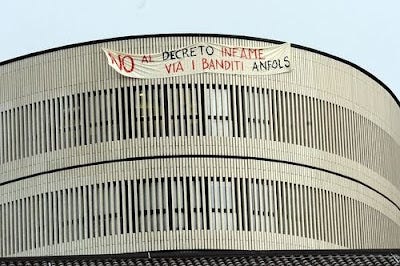 NO AL DECRETO INFAME
VIA I BANDITI ANFOLS